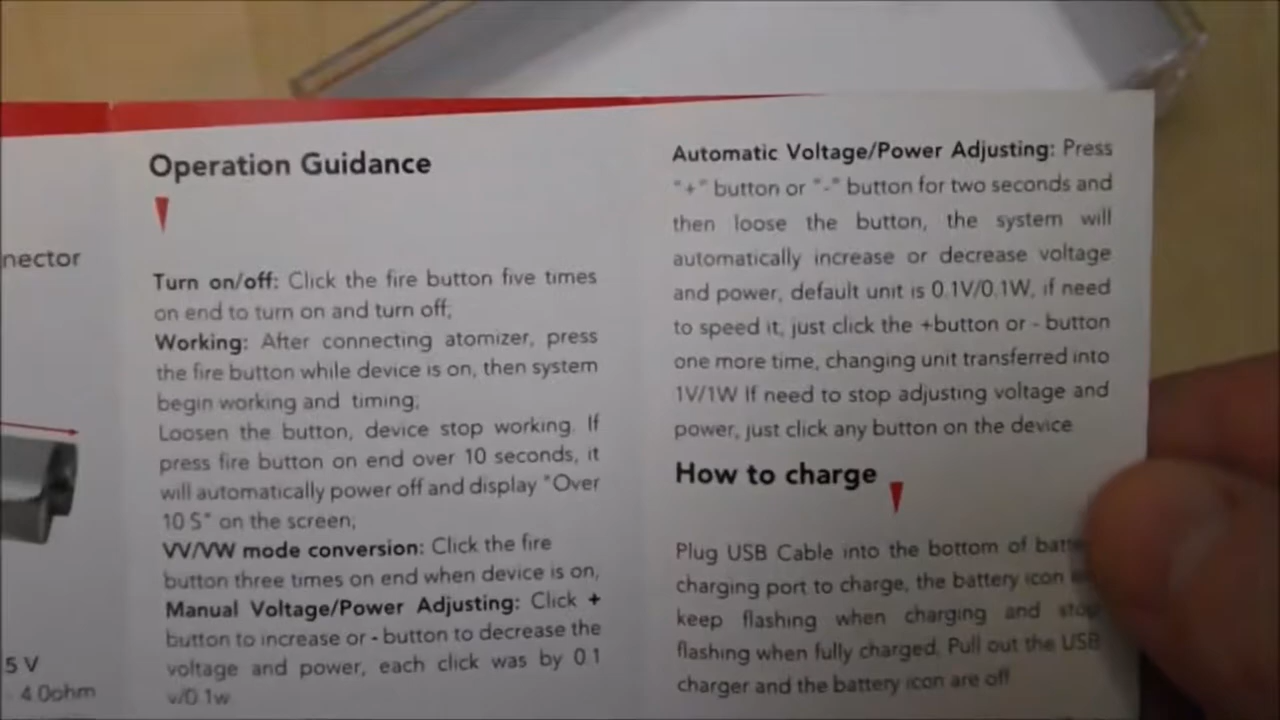 nector
5 V
4.0ohm
Operation Guidance
Turn on/off: Click the fire button five times
on end to turn on and turn off;
Working: After connecting atomizer, press
the fire button while device is on, then system
begin working and timing;
Loosen the button, device stop working. If
press fire button on end over 10 seconds, it
will automatically power off and display "Over
10 S" on the screen;
VV/VW mode conversion: Click the fire
button three times on end when device is on,
Manual Voltage/Power Adjusting: Click +
button to increase or - button to decrease the
voltage and power, each click was by 0.1
v/0.1w
Automatic Voltage/Power Adjusting: Press
"+" button or "-" button for two seconds and
then loose the button, the system will
automatically increase or decrease voltage
and power, default unit is 0.1V/0.1W, if need
to speed it, just click the +button or - button
one more time, changing unit transferred into
1V/1W If need to stop adjusting voltage and
power, just click any button on the device
How to charge
Plug USB Cable into the bottom of batte
charging port to charge, the battery icon
keep flashing when charging and stop
flashing when fully charged. Pull out the USB
charger and the battery icon are off